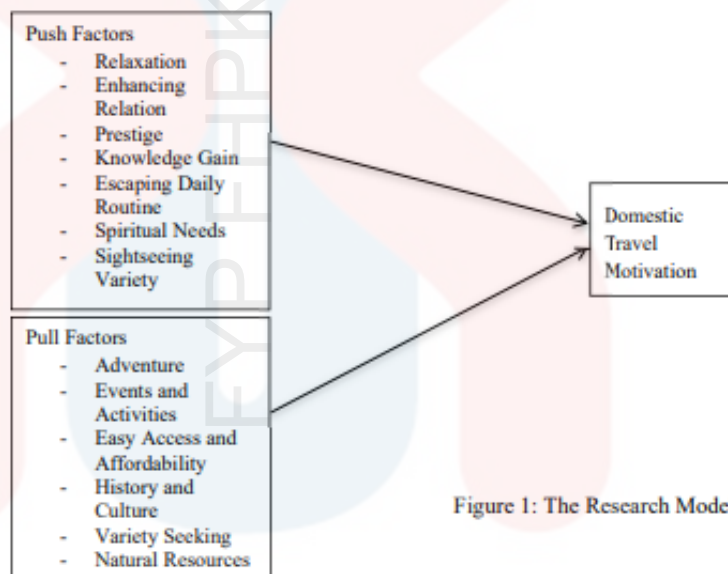 Push Factors
- Relaxation
- Enhancing
Relation
- Prestige
- Knowledge Gain
- Escaping Daily
Routine
- Spiritual Needs
- Sightseeing
Variety
Pull Factors
- Adventure
- Events and
Activities
- Easy Access and
Affordability
- History and
Culture
- Variety Seeking
- Natural Resources
Domestic
Travel
Motivation
Figure 1: The Research Mode
FYP FHPK